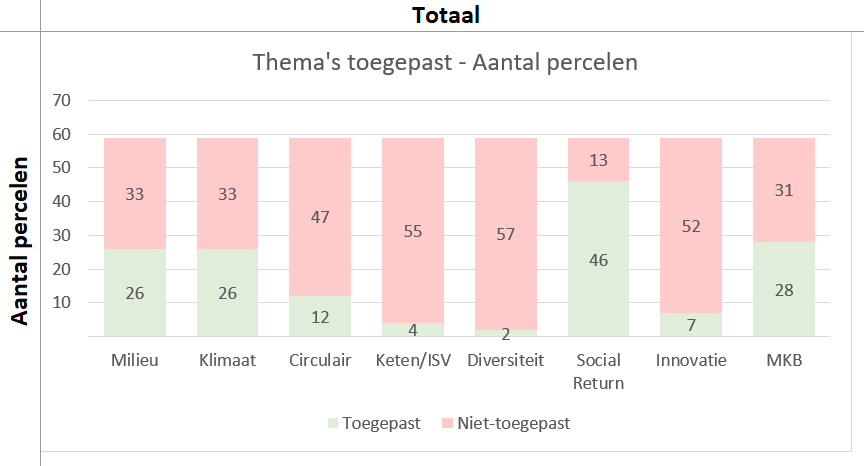 Totaal
Thema's toegepast - Aantal percelen
Aantal percelen
70
60
50
40
30
20
10
33 33 47 55 57 13 52 31
26 26 12 4 2 46 7 28
Milieu Klimaat Circulair Keten/ISV Diversiteit Social Return Innovatie MKB
Toegepast Niet-toegepast